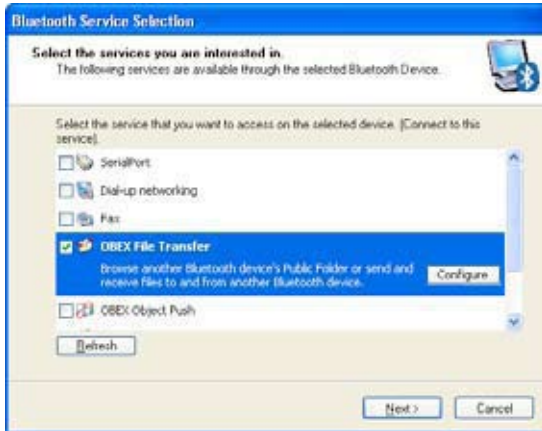 Bluetooth Service Selection
Select the services you are interested in.
The following services are available through the selected Bluetooth Device.
Select the service that you want to access on the selected device. (Connect to this
service).
SerialPort
Dial-up networking
Fax
OBEX File Transfer
Browse another Bluetooth device's Public Folder or send and
receive files to and from another Bluetooth device.
Configure
OBEX Object Push
Refresh
Next >
Cancel